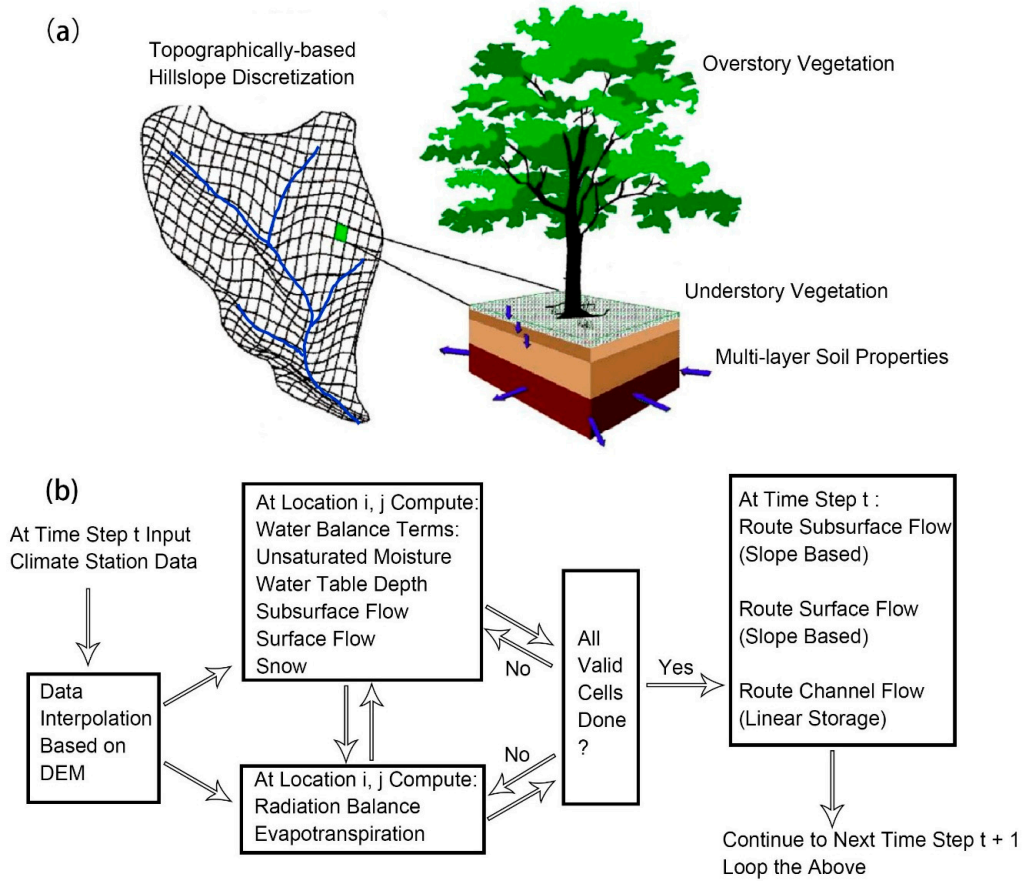 (a)
Topographically-based
Hillslope Discretization
Overstory Vegetation
Understory Vegetation
Multi-layer Soil Properties
(b)
At Time Step t Input
Climate Station Data
Data
Interpolation
Based on
DEM
At Location i, j Compute:
Water Balance Terms:
Unsaturated Moisture
Water Table Depth
Subsurface Flow
Surface Flow
Snow
At Location i, j Compute:
Radiation Balance
Evapotranspiration
No
No
All
Valid
Cells
Done
?
Yes
At Time Step t :
Route Subsurface Flow
(Slope Based)
Route Surface Flow
(Slope Based)
Route Channel Flow
(Linear Storage)
Continue to Next Time Step t + 1
Loop the Above